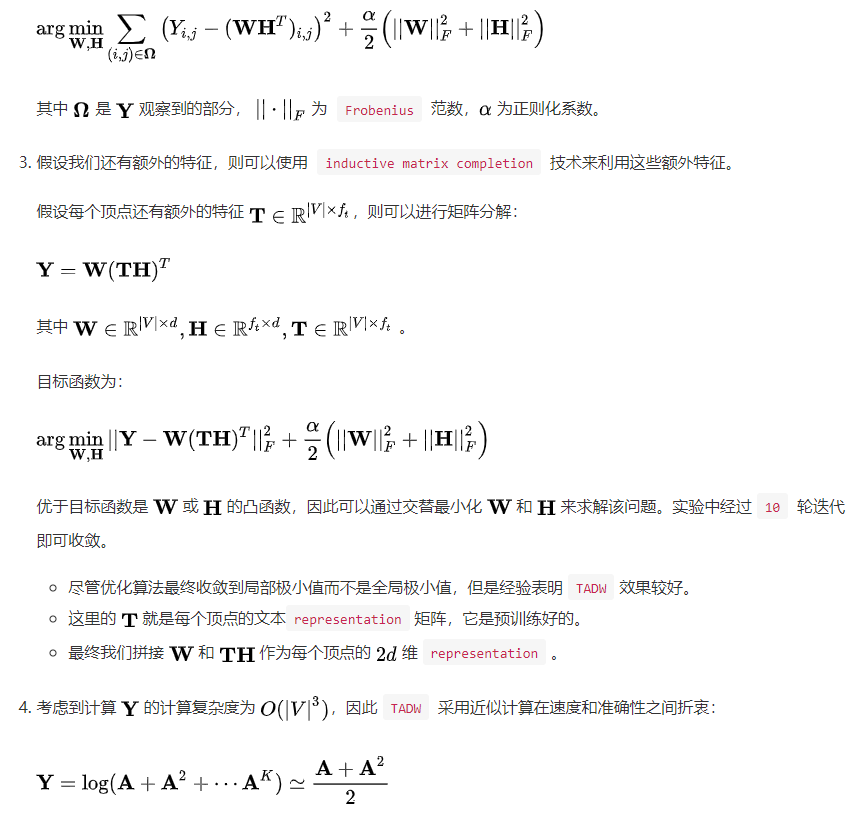 $\arg\min_{\mathbf{W},\mathbf{H}} \sum_{(i,j)\in\mathbf{\Omega}} \left(Y_{i,j} - (\mathbf{W}\mathbf{H}^T)_{i,j}\right)^2 + \frac{\alpha}{2}\left(||\mathbf{W}||_F^2 + ||\mathbf{H}||_F^2\right)$
其中 $\mathbf{\Omega}$ 是 $\mathbf{Y}$ 观察到的部分，$||\cdot||_F$ 为 Frobenius 范数，$\alpha$ 为正则化系数。
3. 假设我们还有额外的特征，则可以使用 inductive matrix completion 技术来利用这些额外特征。
假设每个顶点还有额外的特征 $\mathbf{T} \in \mathbb{R}^{|V|\times f_t}$，则可以进行矩阵分解：
$\mathbf{Y} = \mathbf{W}(\mathbf{T}\mathbf{H})^T$
其中 $\mathbf{W} \in \mathbb{R}^{|V|\times d}, \mathbf{H} \in \mathbb{R}^{f_t\times d}, \mathbf{T} \in \mathbb{R}^{|V|\times f_t}$ 。
目标函数为：
$\arg\min_{\mathbf{W},\mathbf{H}} ||\mathbf{Y} - \mathbf{W}(\mathbf{T}\mathbf{H})^T||_F^2 + \frac{\alpha}{2}\left(||\mathbf{W}||_F^2 + ||\mathbf{H}||_F^2\right)$
优于目标函数是 $\mathbf{W}$ 或 $\mathbf{H}$ 的凸函数，因此可以通过交替最小化 $\mathbf{W}$ 和 $\mathbf{H}$ 来求解该问题。实验中经过 10 轮迭代
即可收敛。
◦ 尽管优化算法最终收敛到局部极小值而不是全局极小值，但是经验表明 TADW 效果较好。
◦ 这里的 $\mathbf{T}$ 就是每个顶点的文本 representation 矩阵，它是预训练好的。
◦ 最终我们拼接 $\mathbf{W}$ 和 $\mathbf{TH}$ 作为每个顶点的 $2d$ 维 representation 。
4. 考虑到计算 $\mathbf{Y}$ 的计算复杂度为 $O(|V|^3)$，因此 TADW 采用近似计算在速度和准确性之间折衷：
$\mathbf{Y} = \log(\mathbf{A} + \mathbf{A}^2 + \cdots \mathbf{A}^K) \simeq \frac{\mathbf{A} + \mathbf{A}^2}{2}$